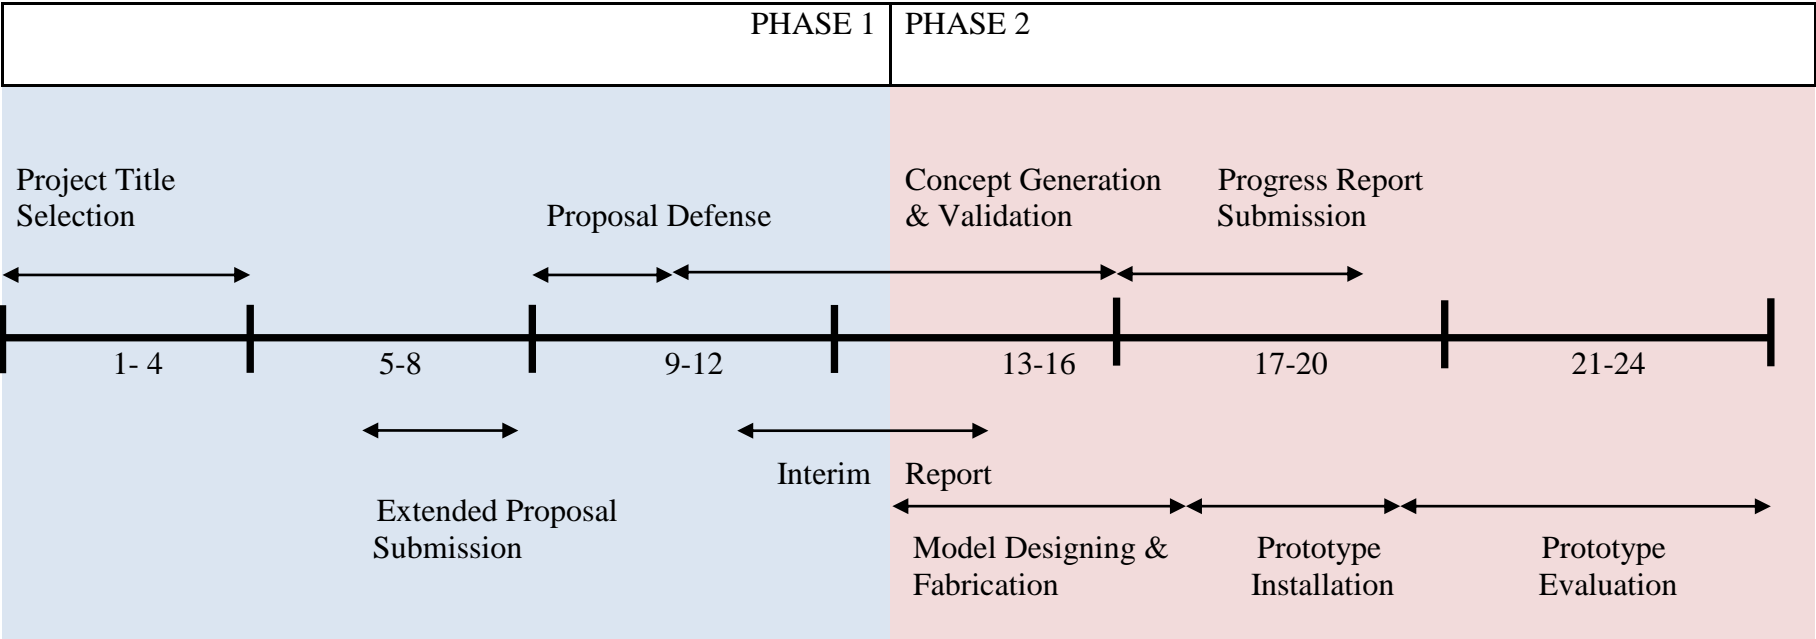 PHASE 1
PHASE 2
Project Title
Selection
Proposal Defense
Concept Generation
& Validation
Progress Report
Submission
1- 4
5-8
9-12
13-16
17-20
21-24
Interim Report
Extended Proposal
Submission
Model Designing &
Fabrication
Prototype
Installation
Prototype
Evaluation